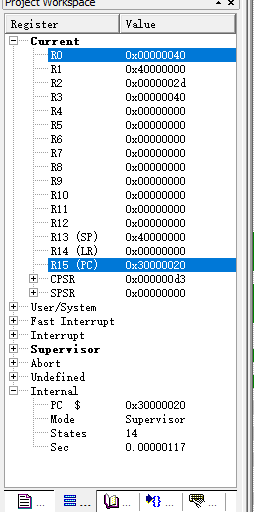 Project Workspace
Register Value
Current
R0 0x00000040
R1 0x40000000
R2 0x0000002d
R3 0x00000040
R4 0x00000000
R5 0x00000000
R6 0x00000000
R7 0x00000000
R8 0x00000000
R9 0x00000000
R10 0x00000000
R11 0x00000000
R12 0x00000000
R13 (SP) 0x40000000
R14 (LR) 0x00000000
R15 (PC) 0x30000020
CPSR 0x000000d3
SPSR 0x00000000
User/System
Fast Interrupt
Interrupt
Supervisor
Abort
Undefined
Internal
PC $ 0x30000020
Mode Supervisor
States 14
Sec 0.00000117
... ... ... ... ...